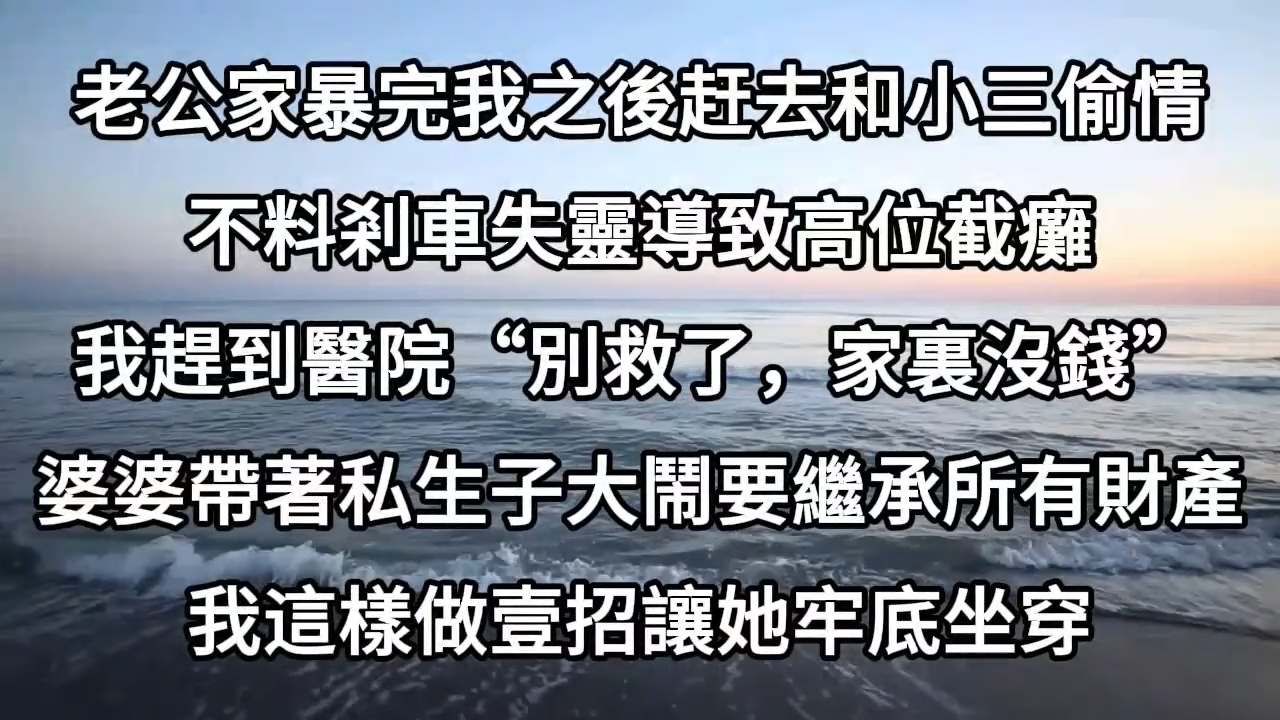 老公家暴完我之後赶去和小三偷情
不料剎車失靈導致高位截癱
我趕到醫院“別救了，家裏沒錢”
婆婆帶著私生子大鬧要繼承所有財產
我這樣做壹招讓她牢底坐穿